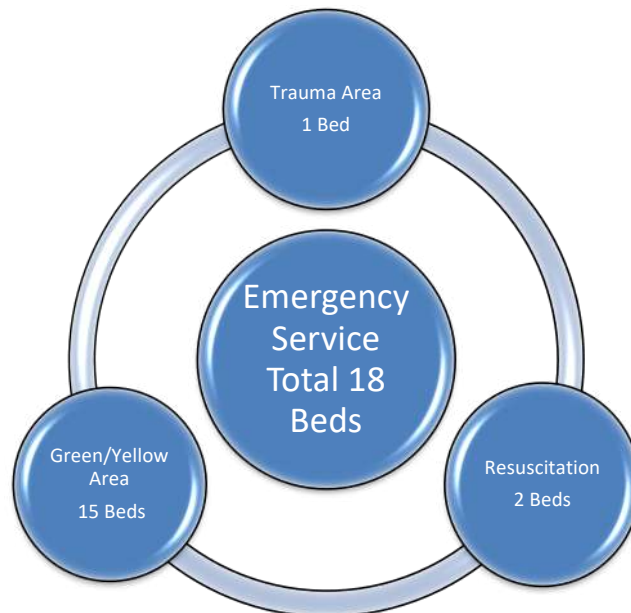 Trauma Area
1 Bed
Emergency
Service
Total 18
Beds
Green/Yellow
Area
15 Beds
Resuscitation
2 Beds